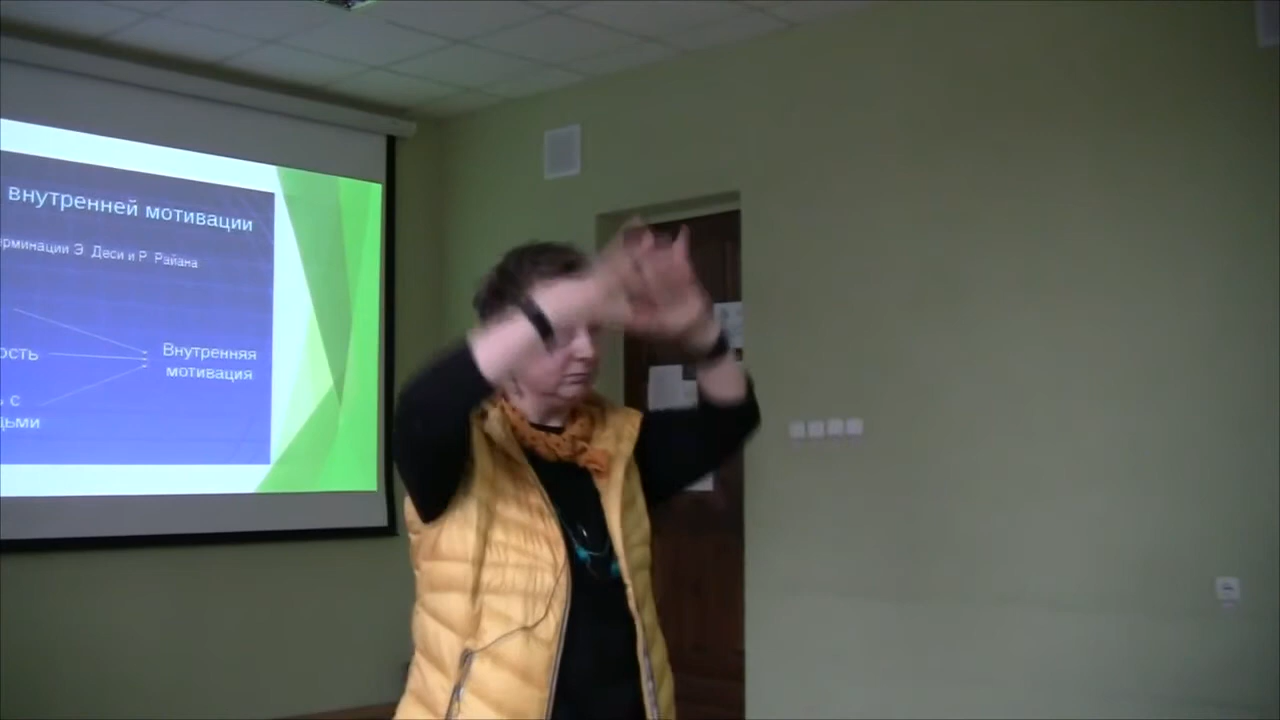 внутренней мотивации
рминации Э. Деси и Р. Райана
ость
Внутренняя
мотивация
ь с
дьми